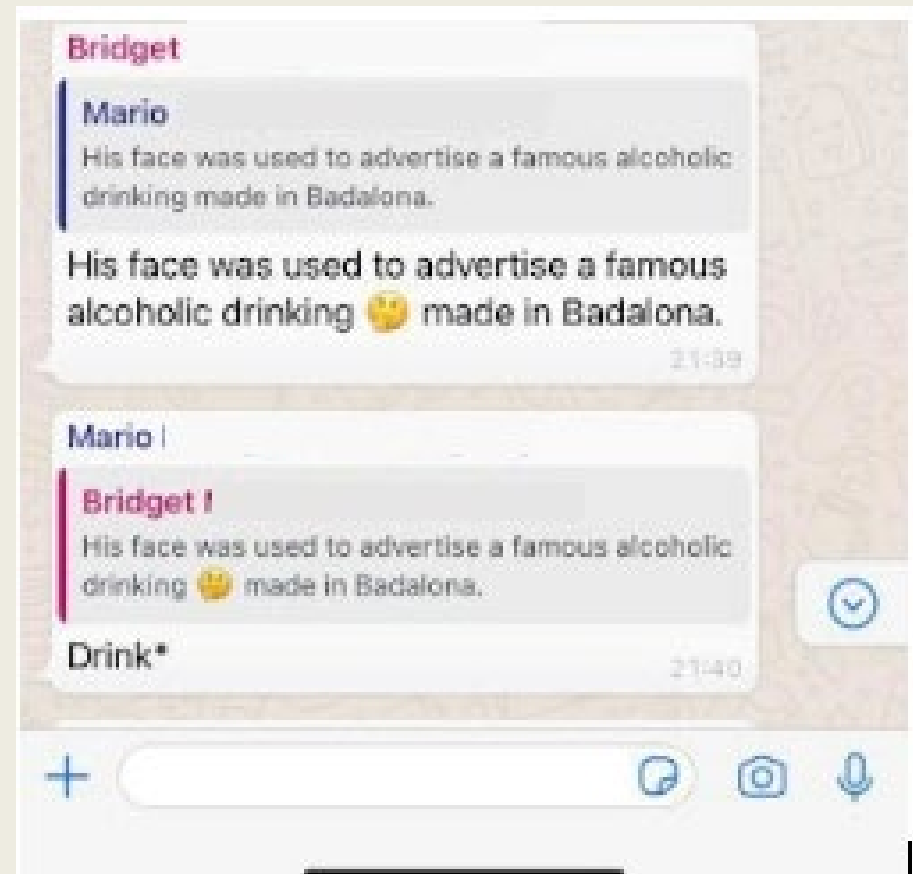 Bridget
Mario
His face was used to advertise a famous alcoholic
drinking made in Badalona.
His face was used to advertise a famous
alcoholic drinking 🤔 made in Badalona.
21:39
Mario
Bridget
His face was used to advertise a famous alcoholic
drinking 🤔 made in Badalona.
Drink*
21:40